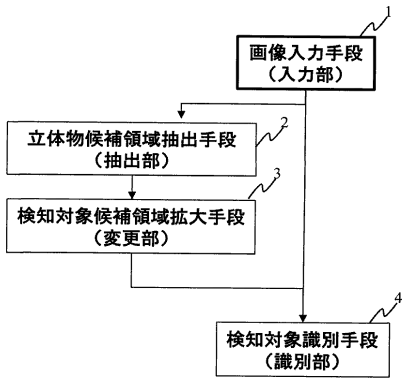 1
画像入力手段
(入力部)
2
立体物候補領域抽出手段
(抽出部)
3
検知対象候補領域拡大手段
(変更部)
4
検知対象識別手段
(識別部)